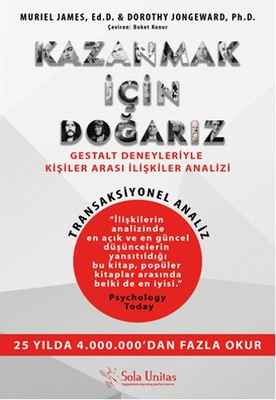 MURIEL JAMES, Ed.D. & DOROTHY JONGEWARD, Ph.D.
Çeviren: Buket Konur
KAZANMAK
İÇİN
DOĞARIZ
GESTALT DENEYLERİYLE
KİŞİLER ARASI İLİŞKİLER ANALİZİ
TRANSAKSİYONEL ANALİZ
"İlişkilerin
analizinde
en açık ve en güncel
düşüncelerin
yansıtıldığı
bu kitap, popüler
kitaplar arasında
belki de en iyisi."
Psychology
Today
25 YILDA 4.000.000'DAN FAZLA OKUR
Sola Unitas
happiness.learning.performance